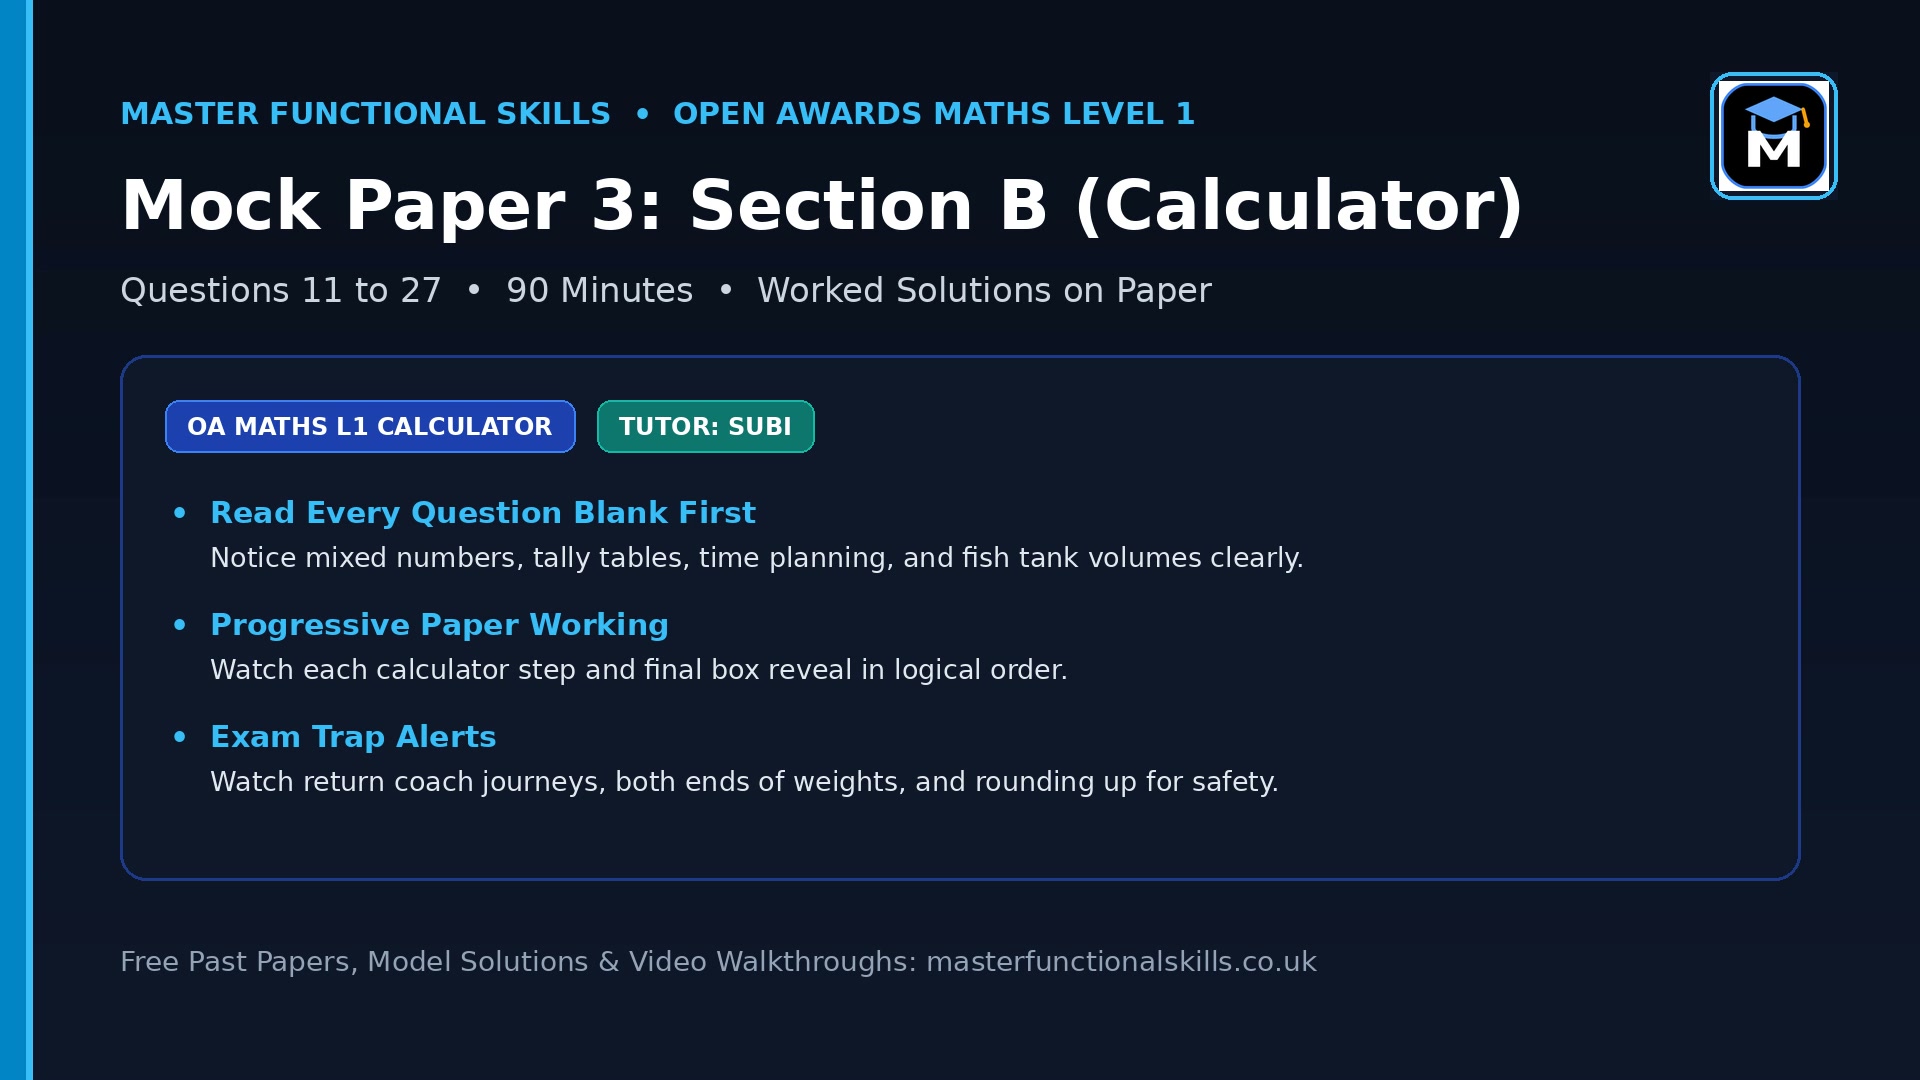 MASTER FUNCTIONAL SKILLS • OPEN AWARDS MATHS LEVEL 1
M
Mock Paper 3: Section B (Calculator)
Questions 11 to 27 • 90 Minutes • Worked Solutions on Paper
OA MATHS L1 CALCULATOR
TUTOR: SUBI
• Read Every Question Blank First
Notice mixed numbers, tally tables, time planning, and fish tank volumes clearly.
• Progressive Paper Working
Watch each calculator step and final box reveal in logical order.
• Exam Trap Alerts
Watch return coach journeys, both ends of weights, and rounding up for safety.
Free Past Papers, Model Solutions & Video Walkthroughs: masterfunctionalskills.co.uk